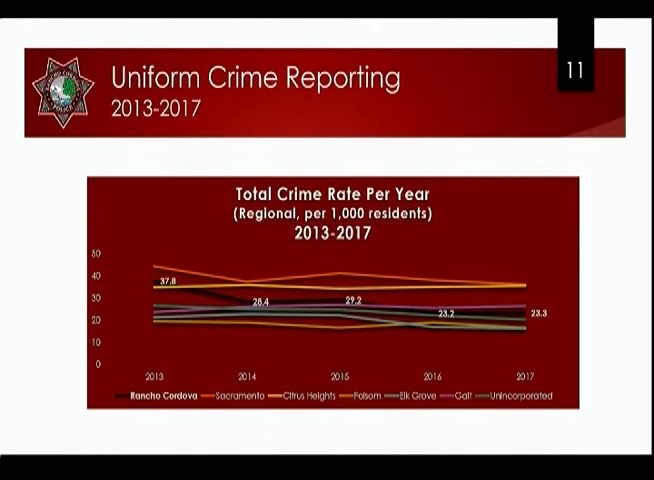 11
Uniform Crime Reporting
2013-2017
Total Crime Rate Per Year
(Regional, per 1,000 residents)
2013-2017
50
40
30
20
10
0
37.8
28.4
29.2
23.2
23.3
2013
2014
2015
2016
2017
Rancho Cordova
Sacramento
Citrus Heights
Folsom
Elk Grove
Galt
Unincorporated